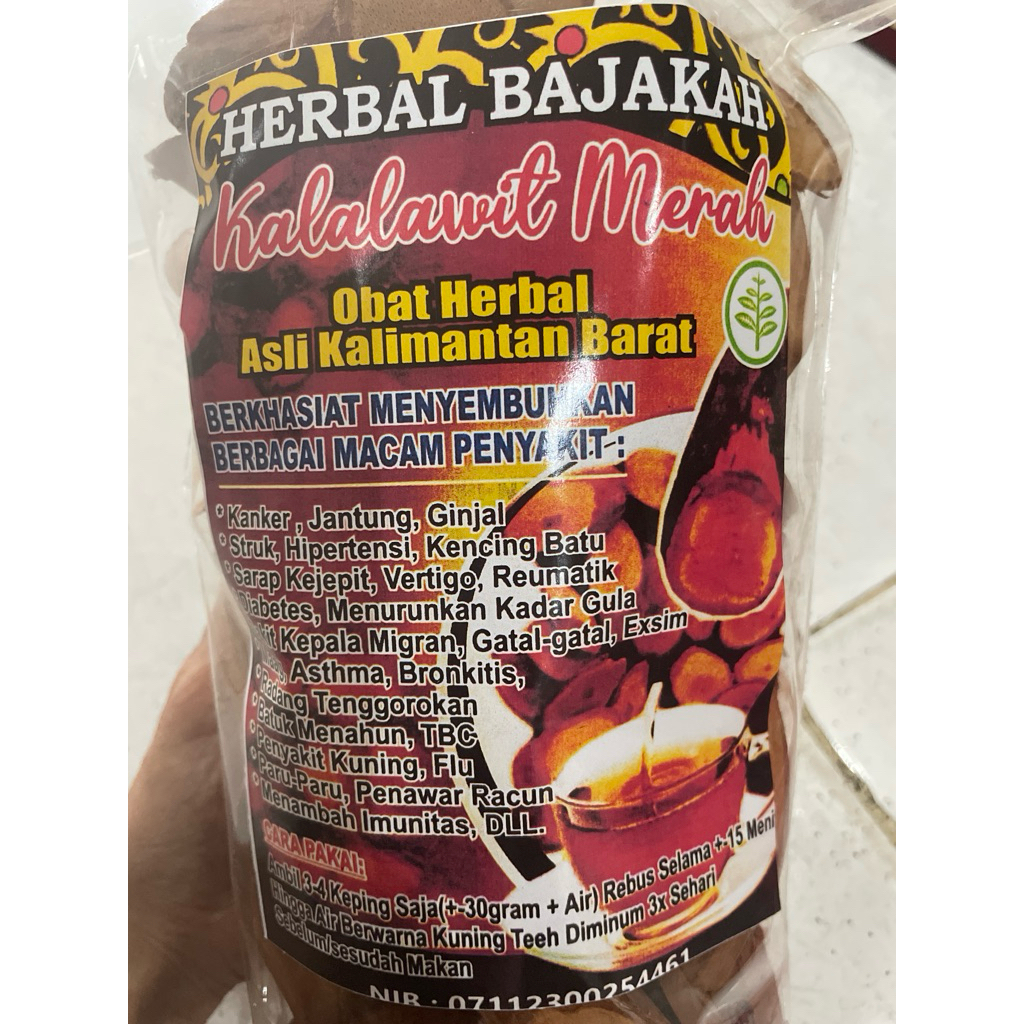 HERBAL BAJAKAH
Kalalawit Merah
Obat Herbal
Asli Kalimantan Barat
BERKHASIAT MENYEMBUHKAN
BERBAGAI MACAM PENYAKIT :
* Kanker , Jantung, Ginjal
* Struk, Hipertensi, Kencing Batu
* Sarap Kejepit, Vertigo, Reumatik
Diabetes, Menurunkan Kadar Gula
Kepala Migran, Gatal-gatal, Exsim
Asthma, Bronkitis,
* Radang Tenggorokan
* Batuk Menahun, TBC
* Penyakit Kuning, Flu
* Paru-Paru, Penawar Racun
* Menambah Imunitas, DLL.
CARA PAKAI:
Ambil 3-4 Keping Saja(+-30gram + Air) Rebus Selama +-15 Meni
Hingga Air Berwarna Kuning Teeh Diminum 3x Sehari
Sebelum/sesudah Makan
NIB : 07112300254461